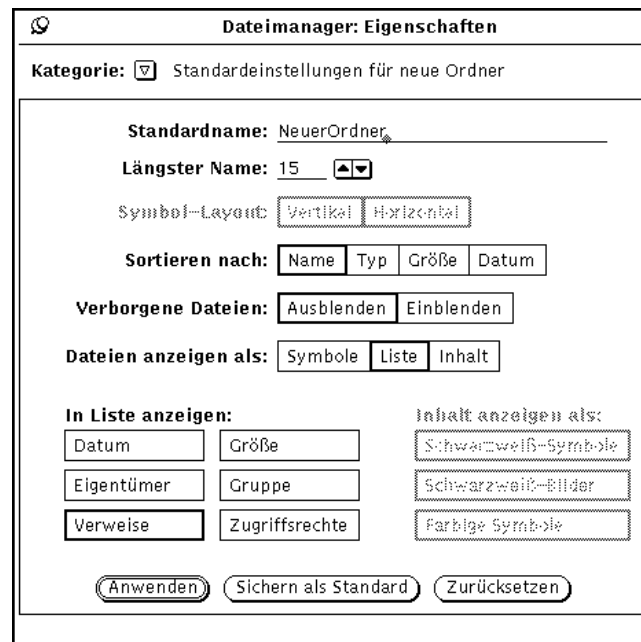 Dateimanager: Eigenschaften
Kategorie: Standardeinstellungen für neue Ordner
Standardname: NeuerOrdner
Längster Name: 15
Symbol-Layout: Vertikal Horizontal
Sortieren nach: Name Typ Größe Datum
Verborgene Dateien: Ausblenden Einblenden
Dateien anzeigen als: Symbole Liste Inhalt
In Liste anzeigen: Inhalt anzeigen als:
Datum Größe Schwarzweiß-Symbole
Eigentümer Gruppe Schwarzweiß-Bilder
Verweise Zugriffsrechte Farbige Symbole
Anwenden Sichern als Standard Zurücksetzen